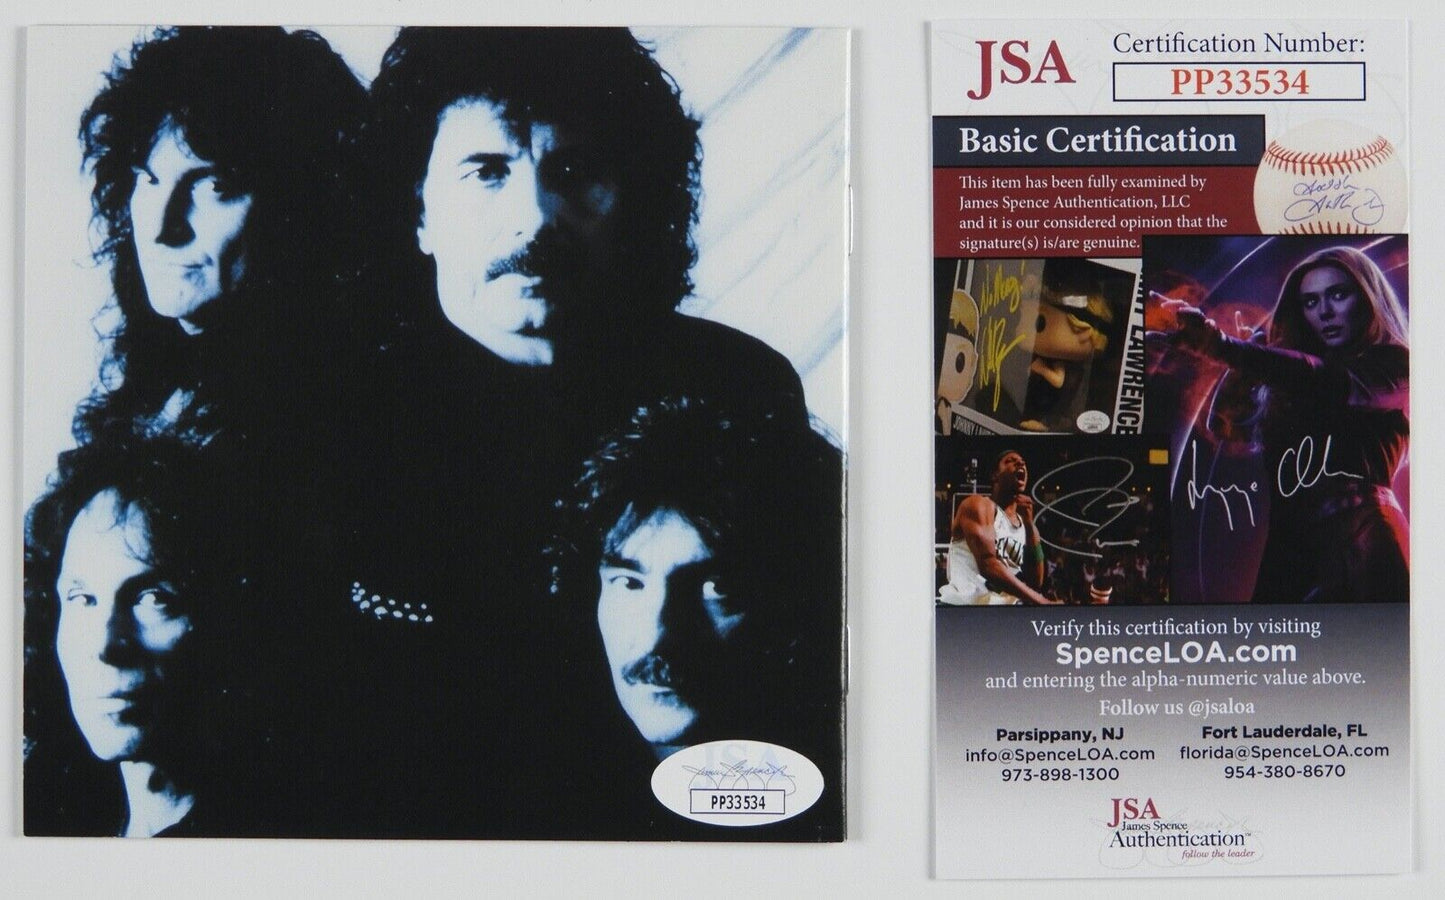 JSA
Certification Number:
PP33534
Basic Certification
This item has been fully examined by
James Spence Authentication, LLC
and it is our considered opinion that the
signature(s) is/are genuine.
LAWRENCE
Verify this certification by visiting
SpenceLOA.com
and entering the alpha-numeric value above.
Follow us @jsaloa
Parsippany, NJ
info@SpenceLOA.com
973-898-1300
Fort Lauderdale, FL
florida@SpenceLOA.com
954-380-8670
JSA
James Spence
Authentication™
follow the leader
JSA
PP33534